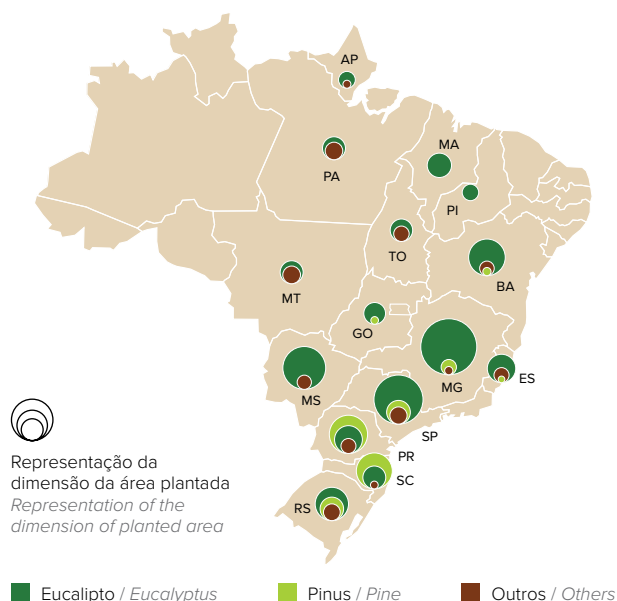 AP
MA
PA
PI
TO
BA
MT
GO
MG
ES
MS
SP
PR
SC
RS
Representação da
dimensão da área plantada
Representation of the
dimension of planted area
Eucalipto / Eucalyptus
Pinus / Pine
Outros / Others